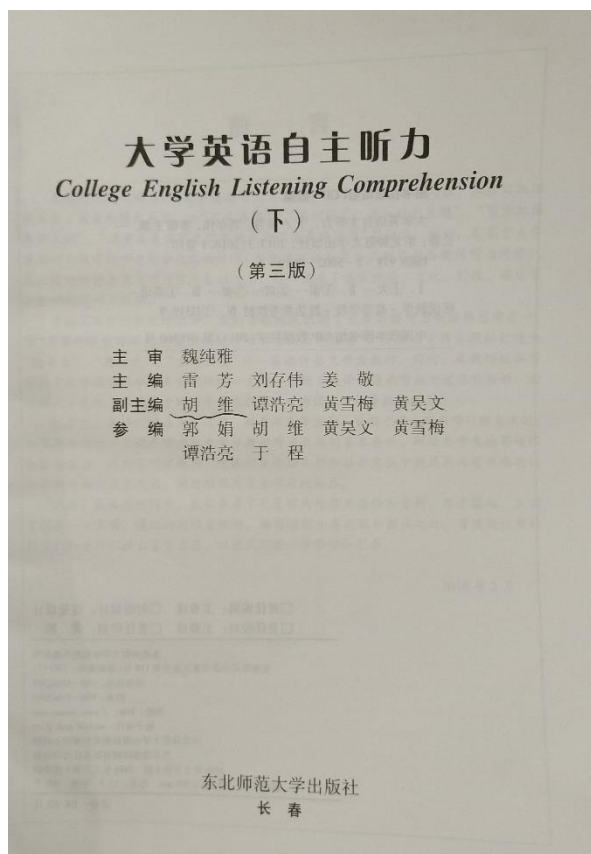 大学英语自主听力
College English Listening Comprehension
(下)
(第三版)
主 审 魏纯雅
主 编 雷 芳 刘存伟 姜 敬
副主编 胡 维 谭浩亮 黄雪梅 黄昊文
参 编 郭 娟 胡 维 黄昊文 黄雪梅
谭浩亮 于 程
东北师范大学出版社
长 春